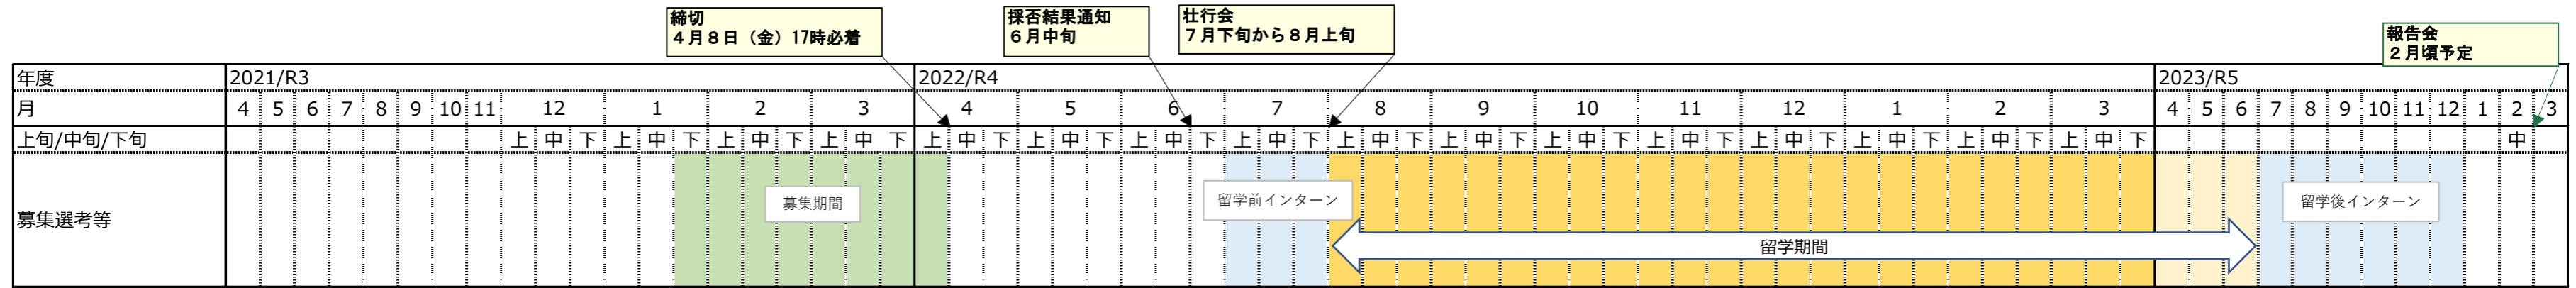 締切
４月８日（金）17時必着
採否結果通知
６月中旬
壮行会
７月下旬から８月上旬
報告会
２月頃予定
年度 2021/R3 2022/R4 2023/R5
月 4 5 6 7 8 9 10 11 12 1 2 3 4 5 6 7 8 9 10 11 12 1 2 3 4 5 6 7 8 9 10 11 12 1 2 3
上旬/中旬/下旬 上 中 下 上 中 下 上 中 下 上 中 下 上 中 下 上 中 下 上 中 下 上 中 下 上 中 下 上 中 下 上 中 下 上 中 下 上 中 下 上 中 下 上 中 下 上 中 下 中
募集選考等
募集期間
留学前インターン
留学後インターン
留学期間